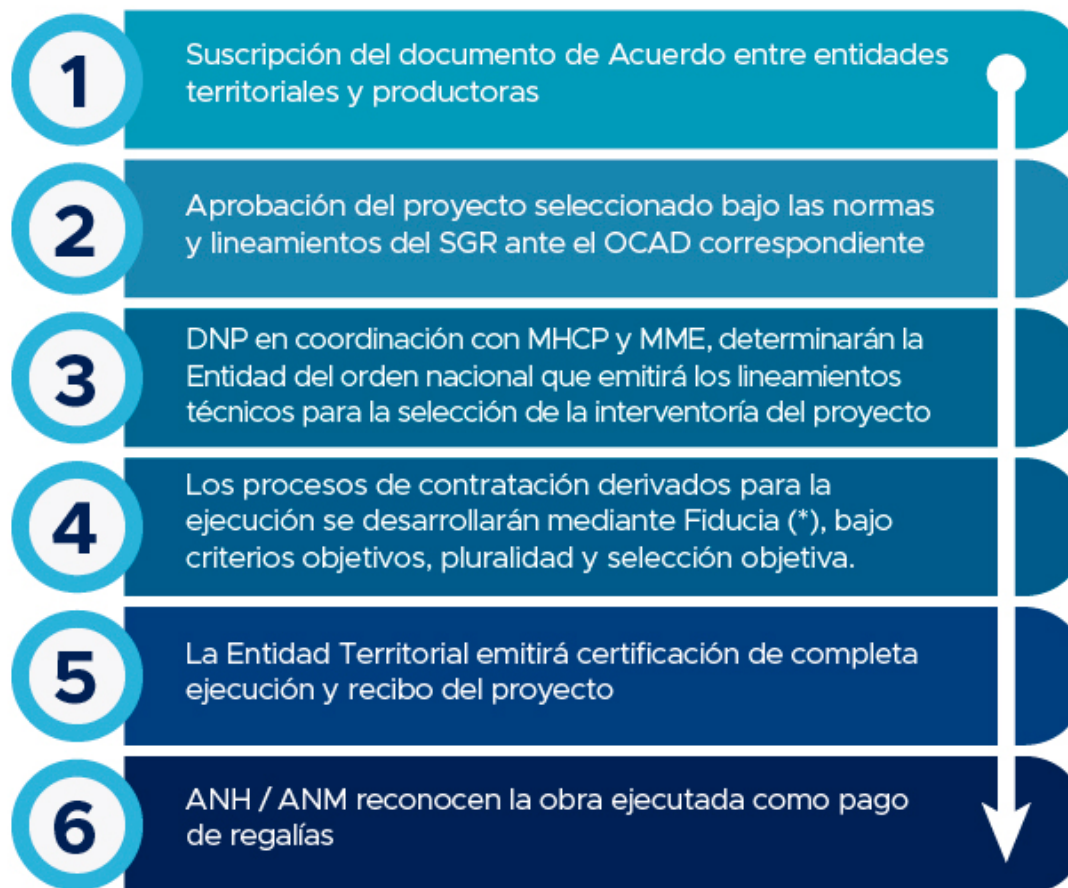 1
Suscripción del documento de Acuerdo entre entidades
territoriales y productoras
2
Aprobación del proyecto seleccionado bajo las normas
y lineamientos del SGR ante el OCAD correspondiente
3
DNP en coordinación con MHCP y MME, determinarán la
Entidad del orden nacional que emitirá los lineamientos
técnicos para la selección de la interventoría del proyecto
4
Los procesos de contratación derivados para la
ejecución se desarrollarán mediante Fiducia (*), bajo
criterios objetivos, pluralidad y selección objetiva.
5
La Entidad Territorial emitirá certificación de completa
ejecución y recibo del proyecto
6
ANH / ANM reconocen la obra ejecutada como pago
de regalías